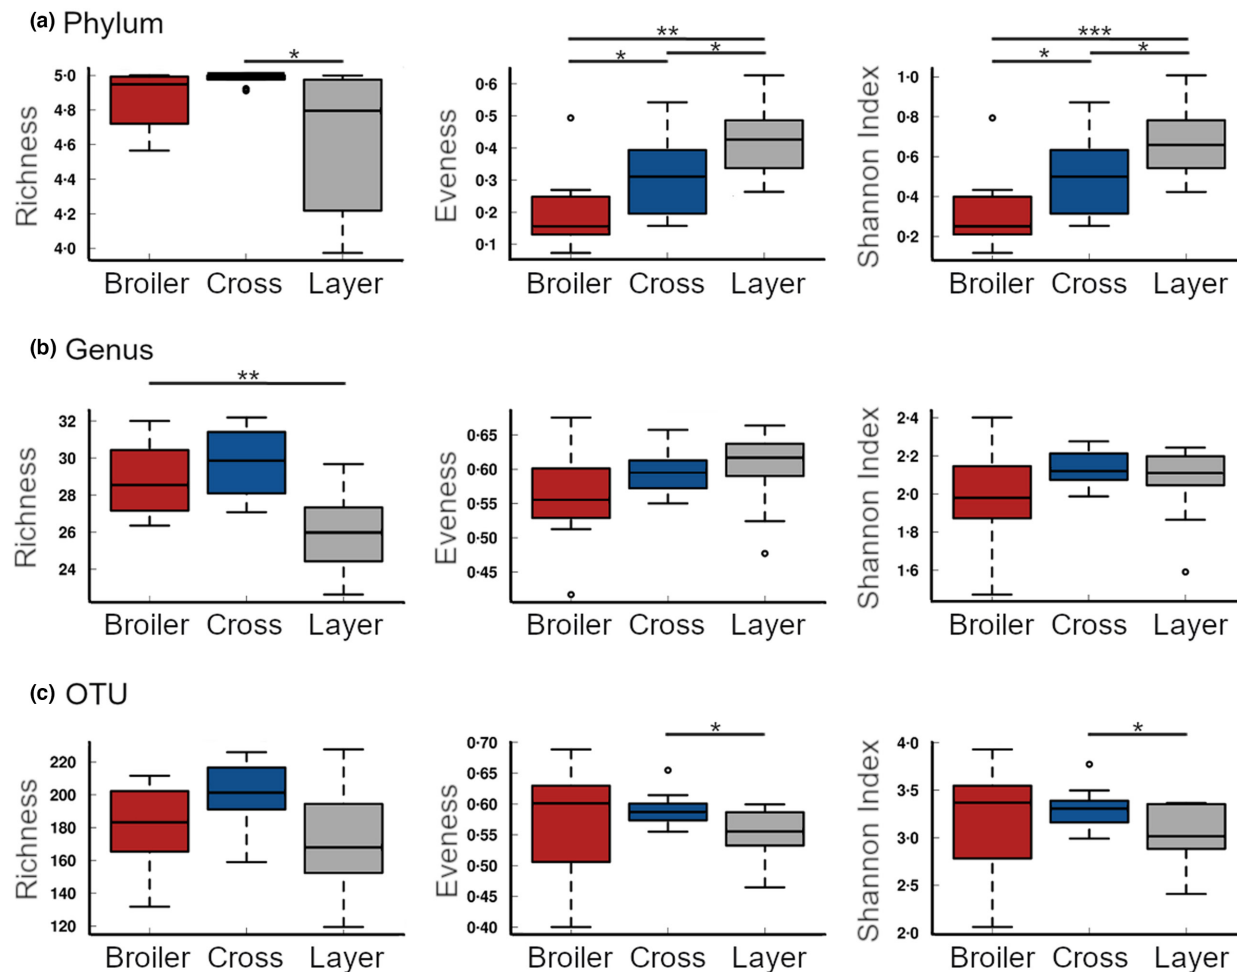 (a) Phylum
* ** * * *** * *
Richness 5·0 4·8 4·6 4·4 4·2 4·0
Eveness 0·6 0·5 0·4 0·3 0·2 0·1
Shannon Index 1·0 0·8 0·6 0·4 0·2
Broiler Cross Layer Broiler Cross Layer Broiler Cross Layer
(b) Genus
**
Richness 32 30 28 26 24
Eveness 0·65 0·60 0·55 0·50 0·45
Shannon Index 2·4 2·2 2·0 1·8 1·6
Broiler Cross Layer Broiler Cross Layer Broiler Cross Layer
(c) OTU
* *
Richness 220 200 180 160 140 120
Eveness 0·70 0·65 0·60 0·55 0·50 0·45 0·40
Shannon Index 4·0 3·5 3·0 2·5 2·0
Broiler Cross Layer Broiler Cross Layer Broiler Cross Layer